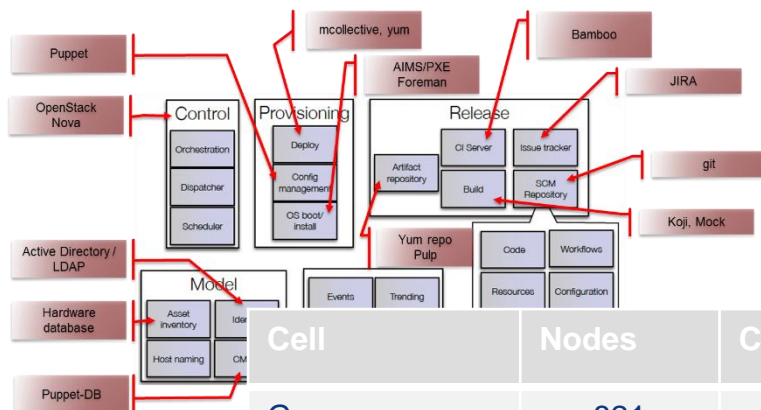 mcollective, yum
Bamboo
Puppet
AIMS/PXE
Foreman
JIRA
OpenStack
Nova
Control
Provisioning
Release
Orchestration
Deploy
CI Server
Issue tracker
git
Artifact
repository
Dispatcher
Config
management
Build
SCM
Repository
Scheduler
OS boot/
install
Koji, Mock
Yum repo
Pulp
Active Directory /
LDAP
Code
Workflows
Model
Hardware
database
Asset
inventory
Events
Trending
Resources
Configuration
Host naming
Puppet-DB
Cell
Nodes